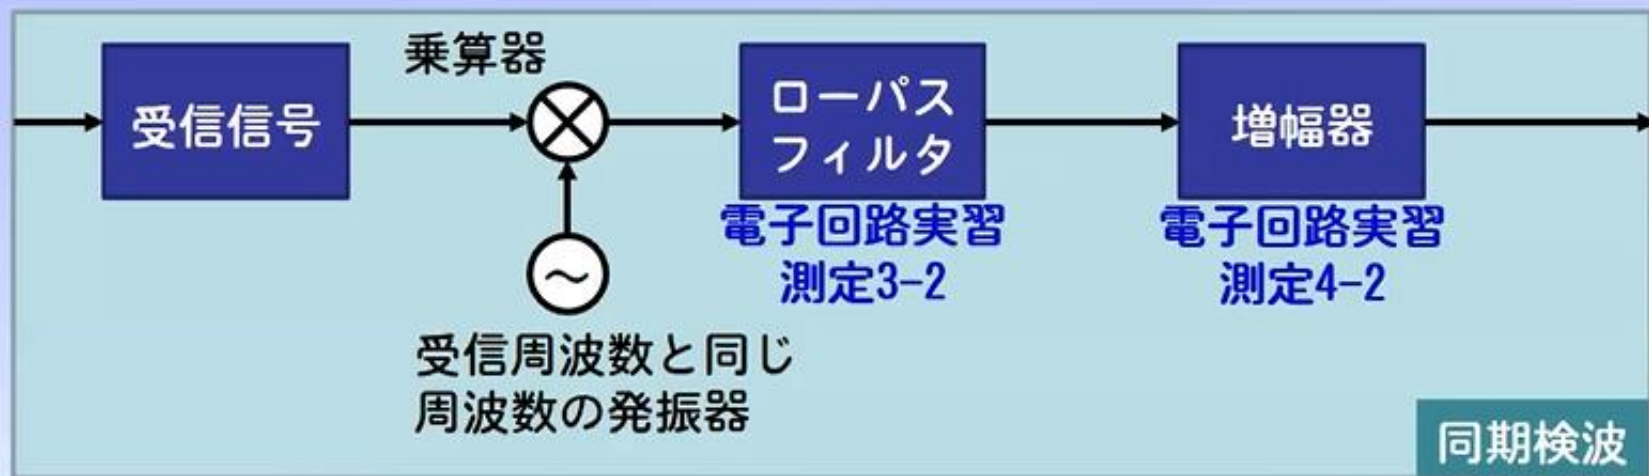 乗算器
受信信号
ローパス
フィルタ
増幅器
電子回路実習
測定3-2
電子回路実習
測定4-2
受信周波数と同じ
周波数の発振器
同期検波